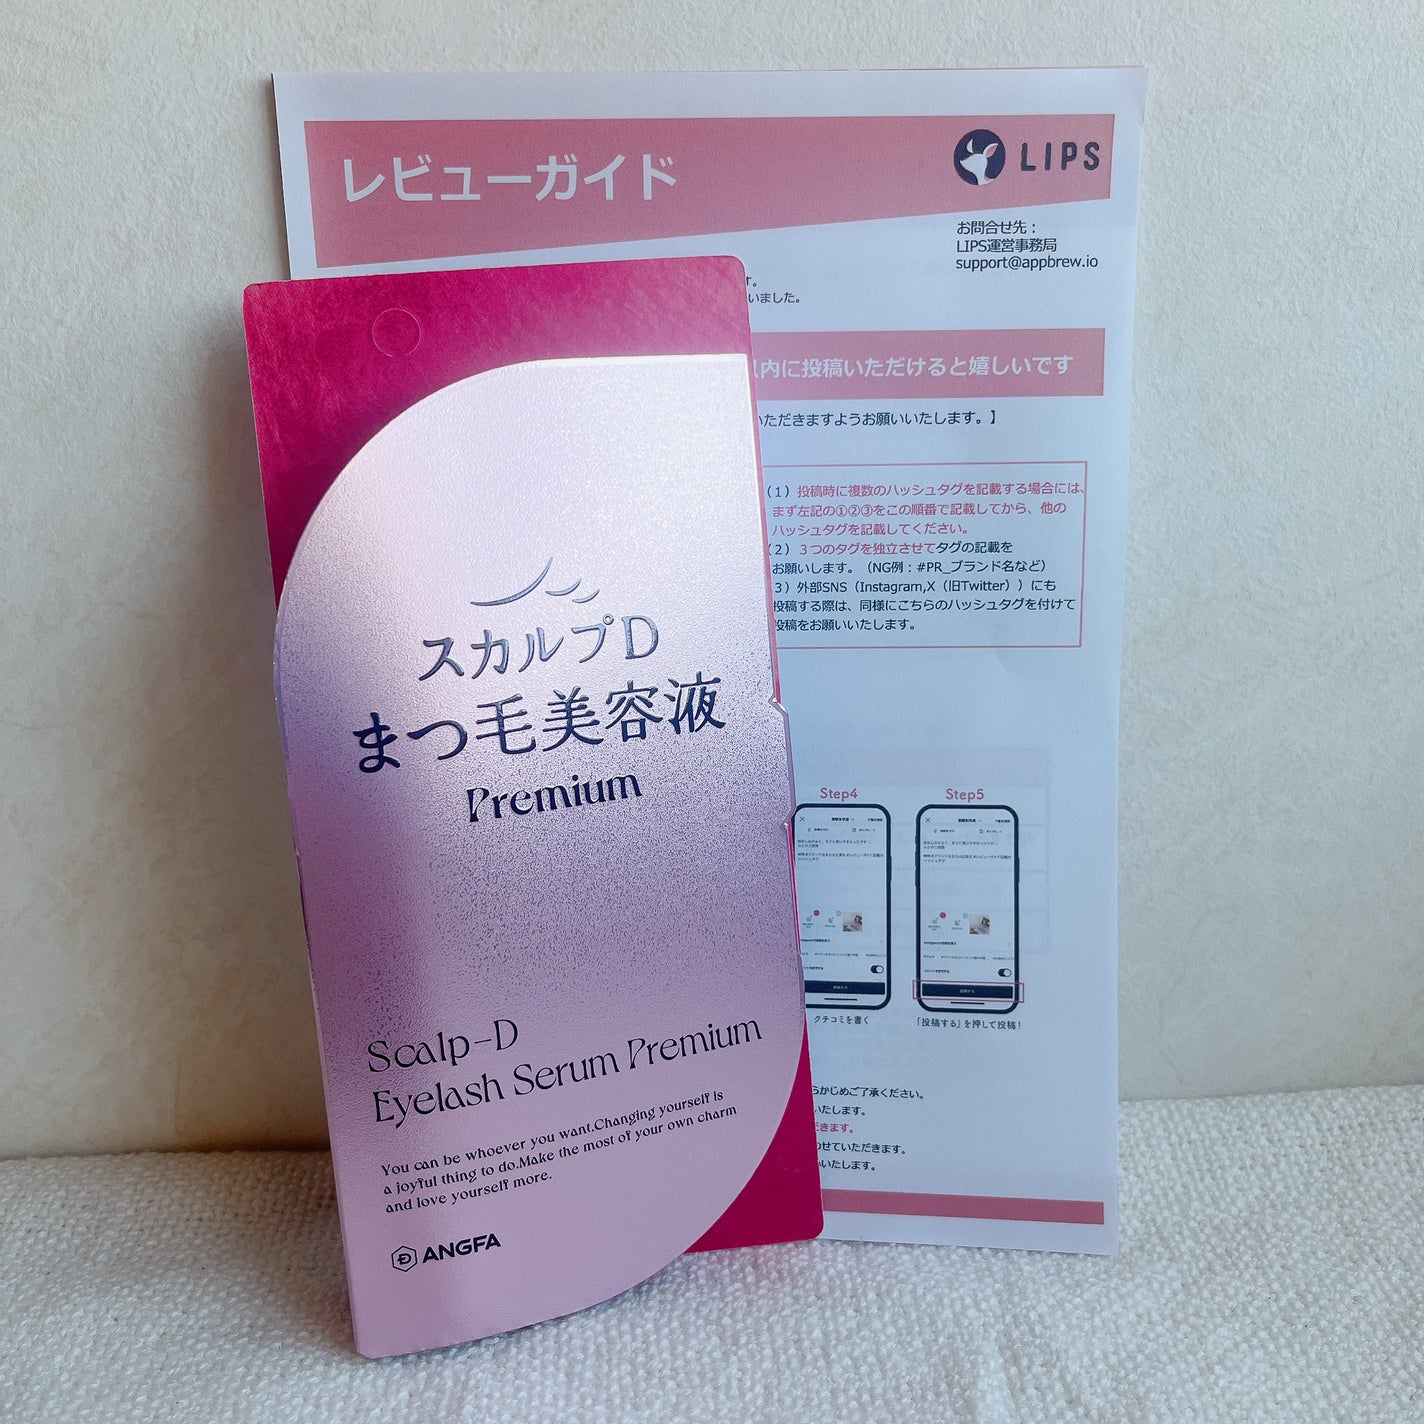 レビューガイド
LIPS
お問合せ先：
LIPS運営事務局
support@appbrew.io
す。
いました。
以内に投稿いただけると嬉しいです
いただきますようお願いいたします。】
（1）投稿時に複数のハッシュタグを記載する場合には、
まず左記の①②③をこの順番で記載してから、他の
ハッシュタグを記載してください。
（2）３つのタグを独立させてタグの記載を
お願いします。（NG例：#PR_ブランド名など）
3）外部SNS（Instagram,X（旧Twitter））にも
投稿する際は、同様にこちらのハッシュタグを付けて
投稿をお願いいたします。
Step4
Step5
クチコミを書く
「投稿する」を押して投稿！
らかじめご了承ください。
いたします。
だきます。
わせていただきます。
いたします。
スカルプD
まつ毛美容液
Premium
Scalp-D
Eyelash Serum Premium
You can be whoever you want.Changing yourself is
a joyful thing to do.Make the most of your own charm
and love yourself more.
ANGFA